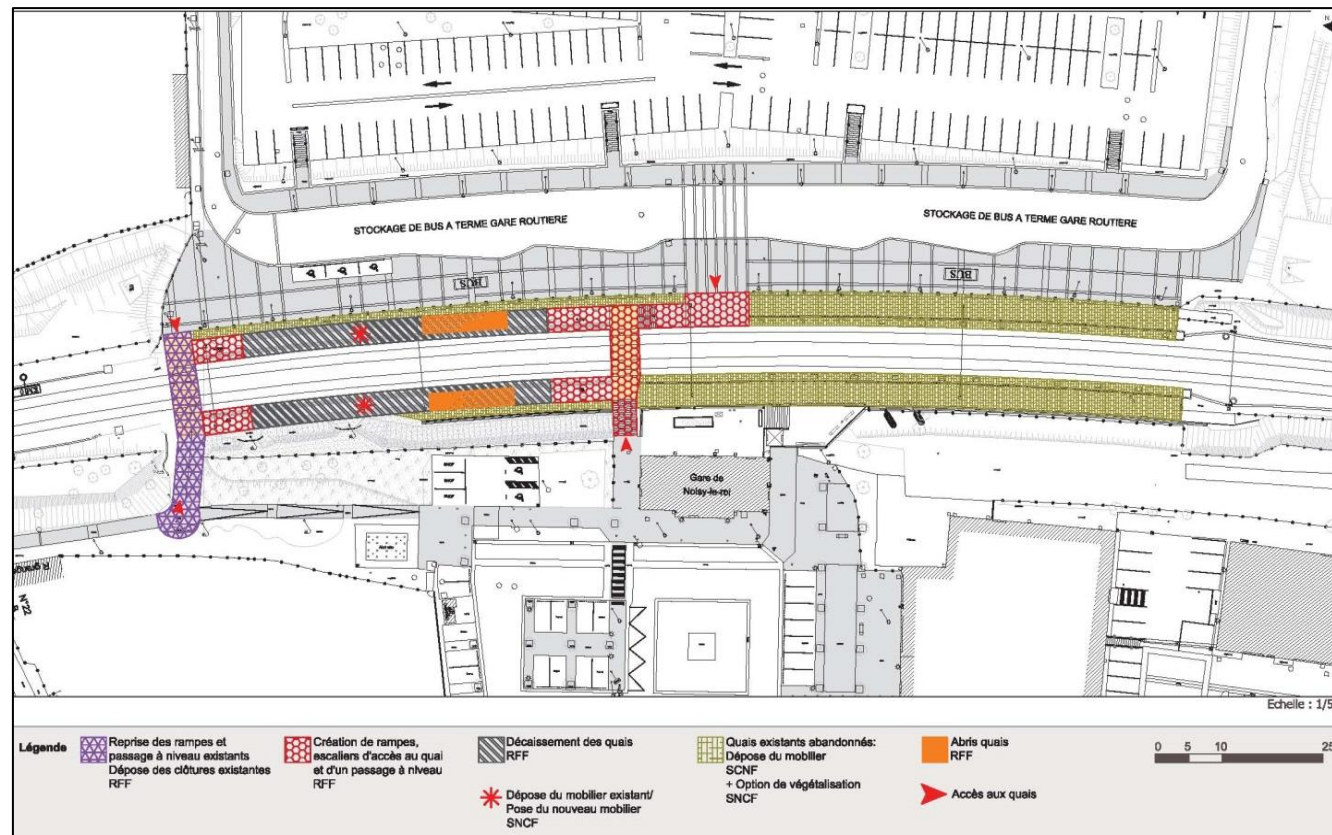 STOCKAGE DE BUS A TERME GARE ROUTIERE
STOCKAGE DE BUS A TERME GARE ROUTIERE
BUS
BUS
SNCF
SNCF
SNCF
Gare de
Noisy-le-roi
N°22
Echelle : 1/5
Légende
Reprise des rampes et
passage à niveau existants
Dépose des clôtures existantes
RFF
Création de rampes,
escaliers d'accès au quai
et d'un passage à niveau
RFF
Décaissement des quais
RFF
Dépose du mobilier existant/
Pose du nouveau mobilier
SNCF
Quais existants abandonnés:
Dépose du mobilier
SCNF
+ Option de végétalisation
SNCF
Abris quais
RFF
Accès aux quais
0 5 10 25